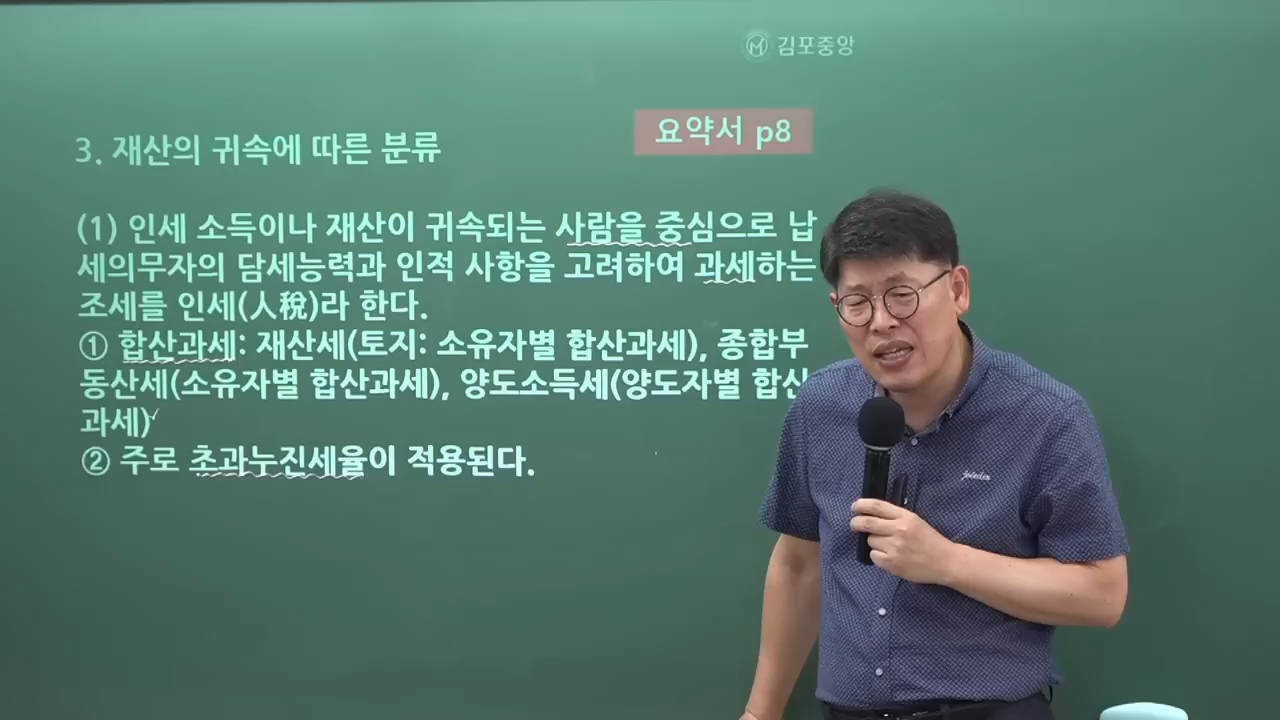 김포중앙
요약서 p8
3. 재산의 귀속에 따른 분류
(1) 인세 소득이나 재산이 귀속되는 사람을 중심으로 납
세의무자의 담세능력과 인적 사항을 고려하여 과세하는
조세를 인세(人稅)라 한다.
① 합산과세: 재산세(토지: 소유자별 합산과세), 종합부
동산세(소유자별 합산과세), 양도소득세(양도자별 합산
과세)
② 주로 초과누진세율이 적용된다.